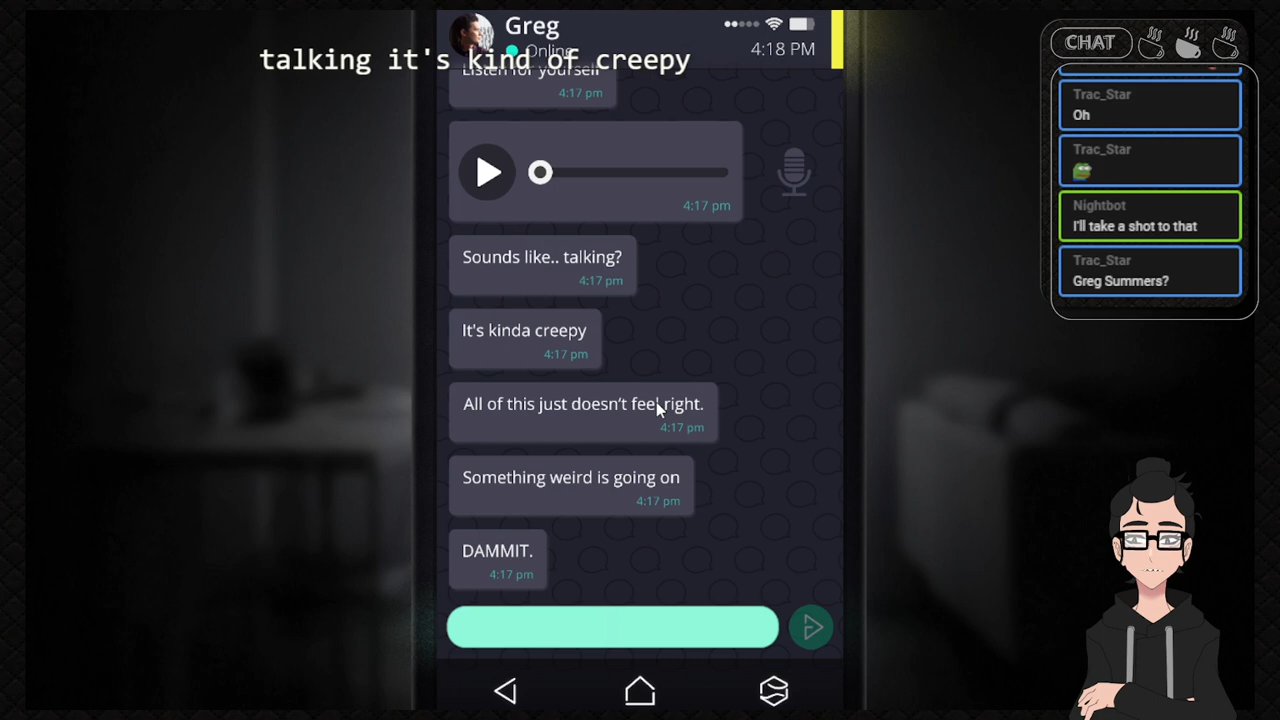 Greg
Online
4:18 PM
talking it's kind of creepy
Listen for yourself
4:17 pm
4:17 pm
Sounds like.. talking?
4:17 pm
It's kinda creepy
4:17 pm
All of this just doesn't feel right.
4:17 pm
Something weird is going on
4:17 pm
DAMMIT.
4:17 pm
CHAT
Trac_Star
Oh
Trac_Star
Nightbot
I'll take a shot to that
Trac_Star
Greg Summers?